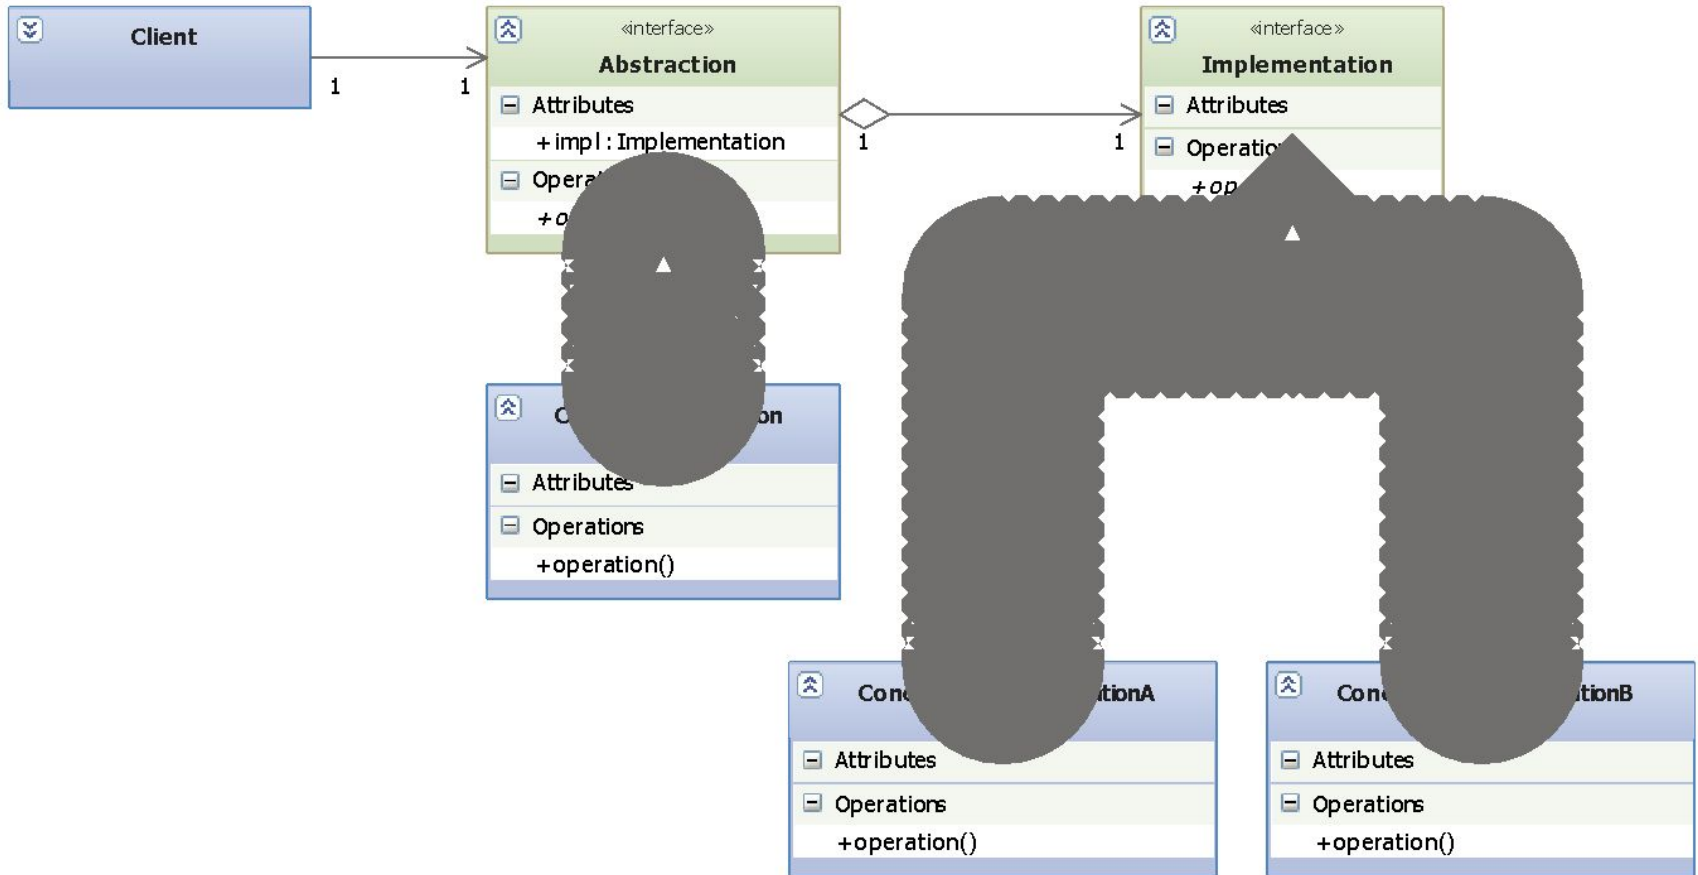 Client
1
1
«interface»
Abstraction
Attributes
+impl : Implementation
1
1
«interface»
Implementation
Attributes
Attributes
Operations
+operation()
Attributes
Operations
+operation()
Attributes
Operations
+operation()